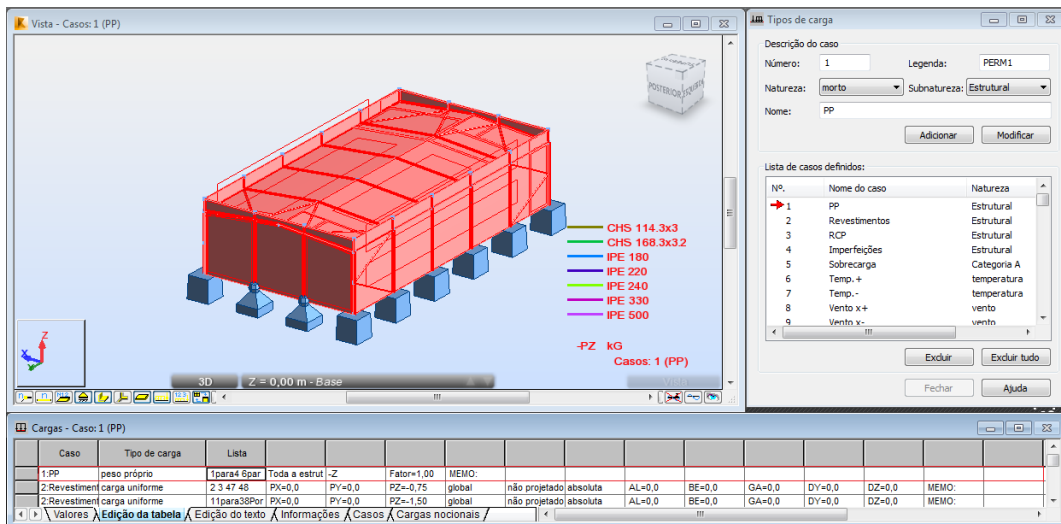 Vista - Casos: 1 (PP)
POSTERIOR
CHS 114.3x3
CHS 168.3x3.2
IPE 180
IPE 220
IPE 240
IPE 330
IPE 500
-PZ kG
Casos: 1 (PP)
Z
X
Y
3D Z = 0,00 m - Base
Vista
Tipos de carga
Descrição do caso
Número: 1 Legenda: PERM1
Natureza: morto Subnatureza: Estrutural
Nome: PP
Adicionar Modificar
Lista de casos definidos:
Nº. Nome do caso Natureza
1 PP Estrutural
2 Revestimentos Estrutural
3 RCP Estrutural
4 Imperfeições Estrutural
5 Sobrecarga Categoria A
6 Temp.+ temperatura
7 Temp.- temperatura
8 Vento x+ vento
9 Vento x- vento
Excluir Excluir tudo
Fechar Ajuda
Cargas - Caso: 1 (PP)
Caso Tipo de carga Lista
1:PP peso próprio 1para4 6par Toda a estrut -Z Fator=1,00 MEMO:
2:Revestiment carga uniforme 2 3 47 48 PX=0,0 PY=0,0 PZ=-0,75 global não projetado absoluta AL=0,0 BE=0,0 GA=0,0 DY=0,0 DZ=0,0 MEMO:
2:Revestiment carga uniforme 11para38Por PX=0,0 PY=0,0 PZ=-1,50 global não projetado absoluta AL=0,0 BE=0,0 GA=0,0 DY=0,0 DZ=0,0 MEMO:
Valores Edição da tabela Edição do texto Informações Casos Cargas nocionais